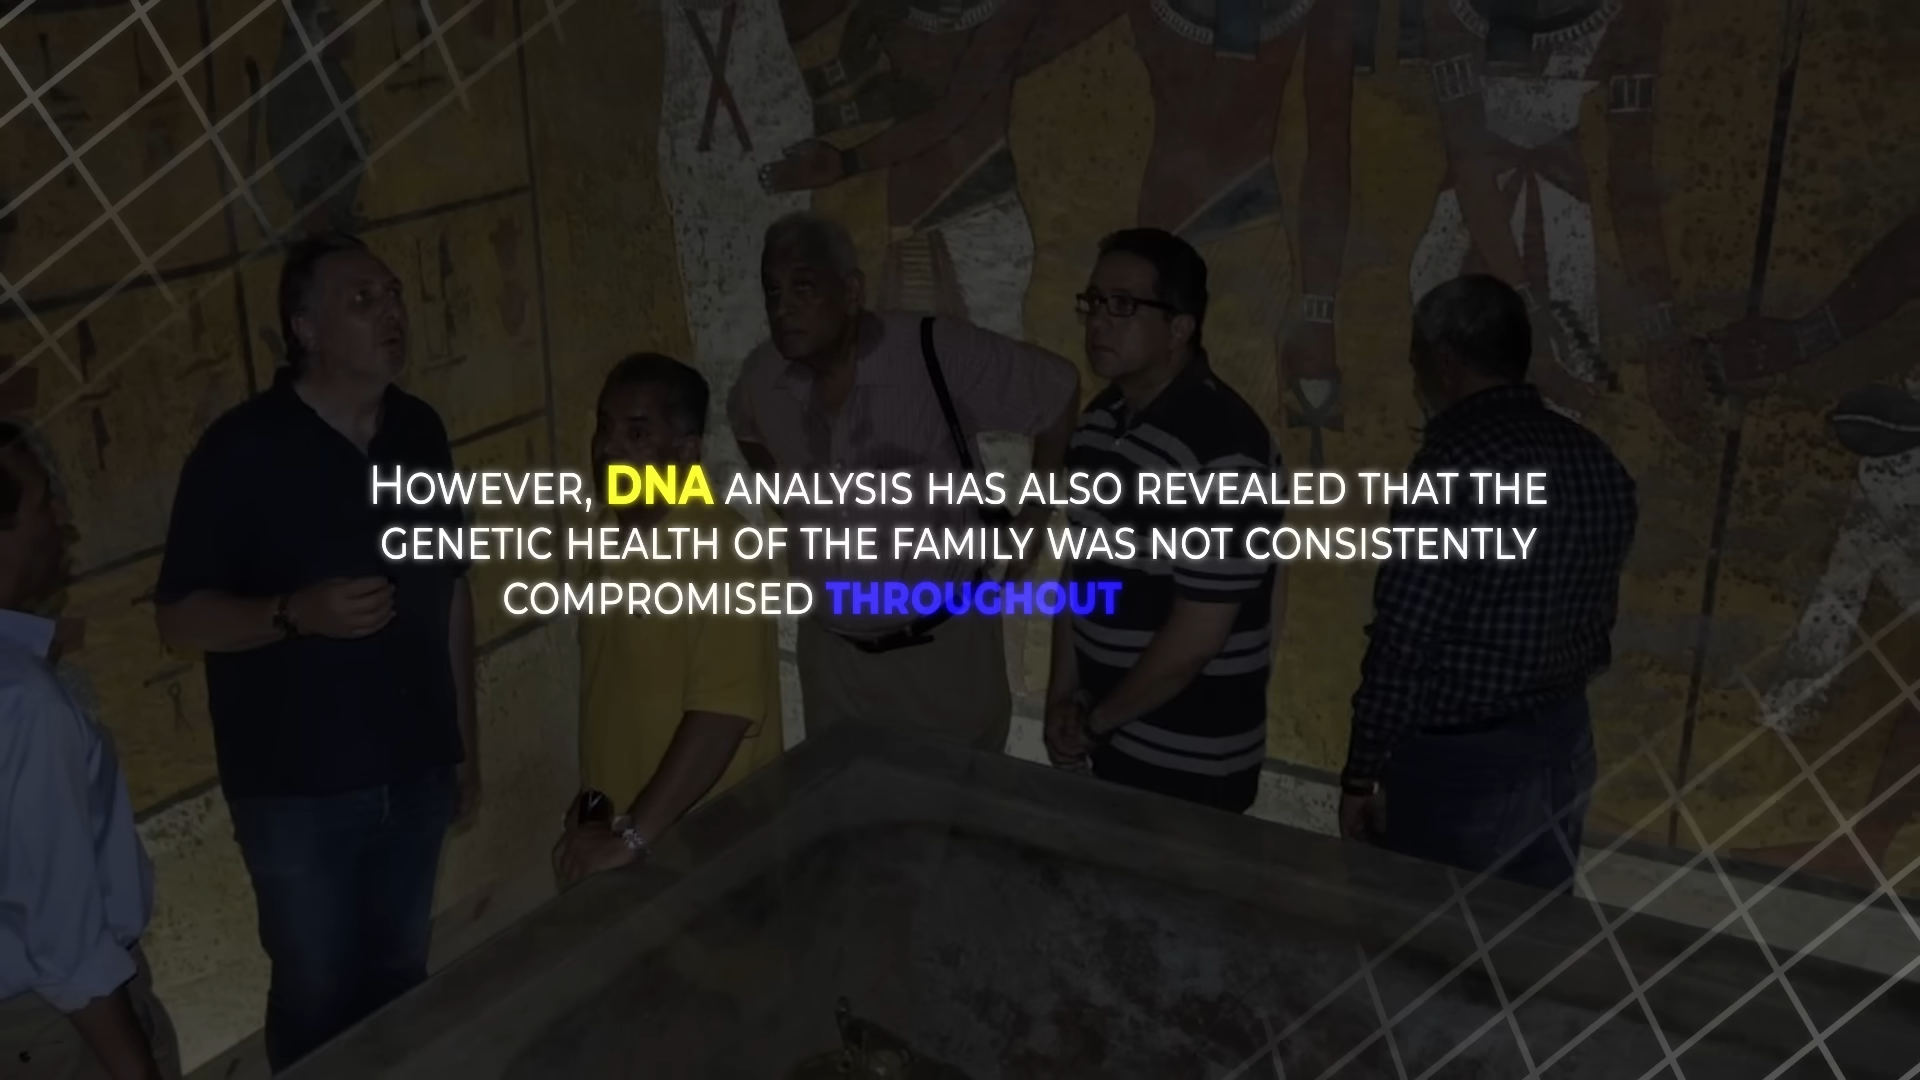 However, DNA analysis has also revealed that the
genetic health of the family was not consistently
compromised throughout